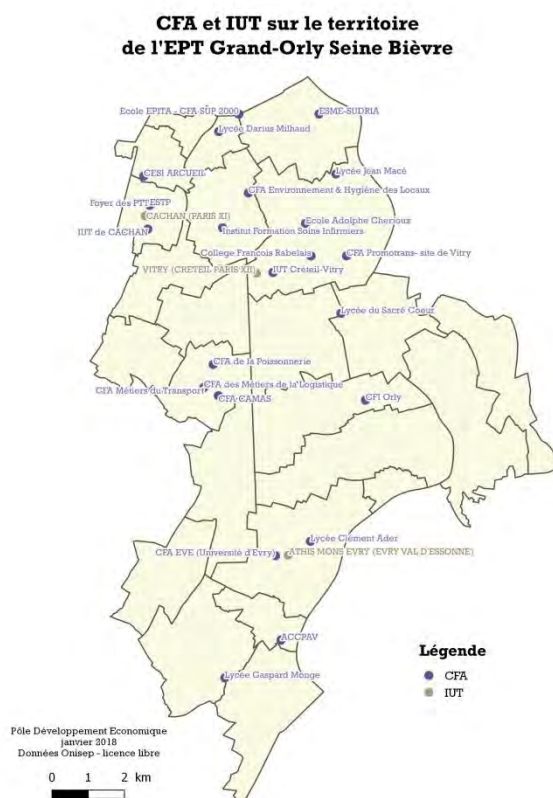 CFA et IUT sur le territoire
de l'EPT Grand-Orly Seine Bièvre
Ecole EPITA - CFA SUP 2000
ESME-SUDRIA
Lycée Darius Milhaud
CESI ARCUEIL
Lycée Jean Macé
CFA Environnement & Hygiène des Locaux
Foyer des PTT
ESTP
CACHAN (PARIS XI)
IUT de CACHAN
Ecole Adolphe Cherioux
Institut Formation Soins Infirmiers
College François Rabelais
CFA Promotrans- site de Vitry
VITRY (CRETEIL PARIS XII)
IUT Créteil-Vitry
Lycée du Sacré Coeur
CFA de la Poissonnerie
CFA Métiers du Transport
CFA des Métiers de la Logistique
CFA CAMAS
CFI Orly
Lycée Clément Ader
CFA EVE (Université d'Evry)
ATHIS MONS EVRY (EVRY VAL D'ESSONNE)
ACCPAV
Lycée Gaspard Monge
Légende
CFA
IUT
Pôle Développement Economique
janvier 2018
Données Onisep - licence libre
0 1 2 km